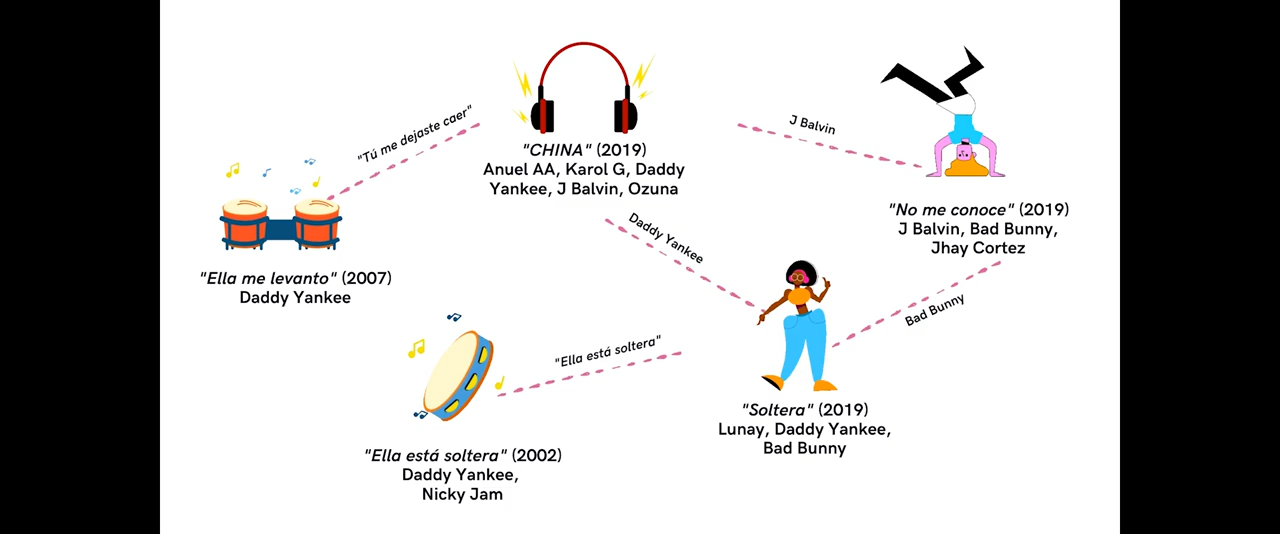 "Tú me dejaste caer"
J Balvin
"CHINA" (2019)
Anuel AA, Karol G, Daddy
Yankee, J Balvin, Ozuna
"No me conoce" (2019)
J Balvin, Bad Bunny,
Jhay Cortez
Daddy Yankee
"Ella me levanto" (2007)
Daddy Yankee
Bad Bunny
"Ella está soltera"
"Soltera" (2019)
Lunay, Daddy Yankee,
Bad Bunny
"Ella está soltera" (2002)
Daddy Yankee,
Nicky Jam